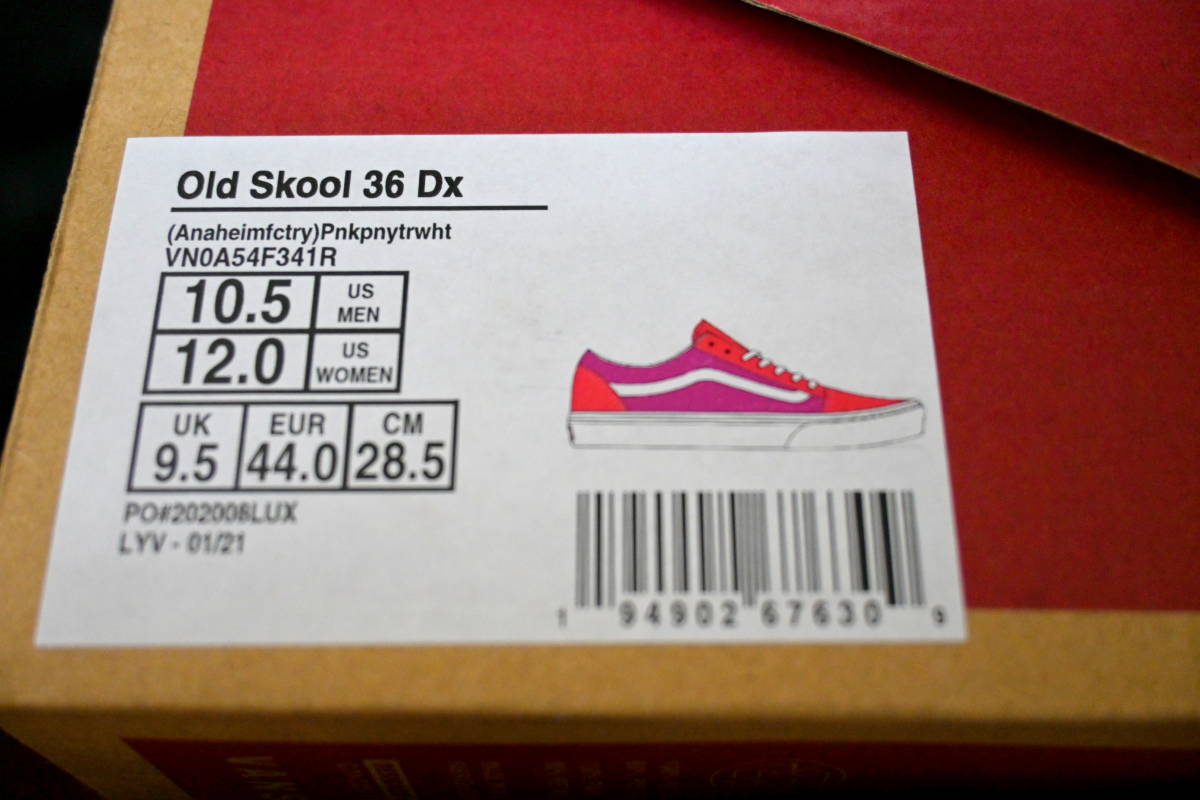 Old Skool 36 Dx
(Anaheimfctry)Pnkpnytrwht
VN0A54F341R
10.5 US MEN
12.0 US WOMEN
UK EUR CM
9.5 44.0 28.5
PO#202008LUX
LYV - 01/21
1 94902 67630 9
VANS